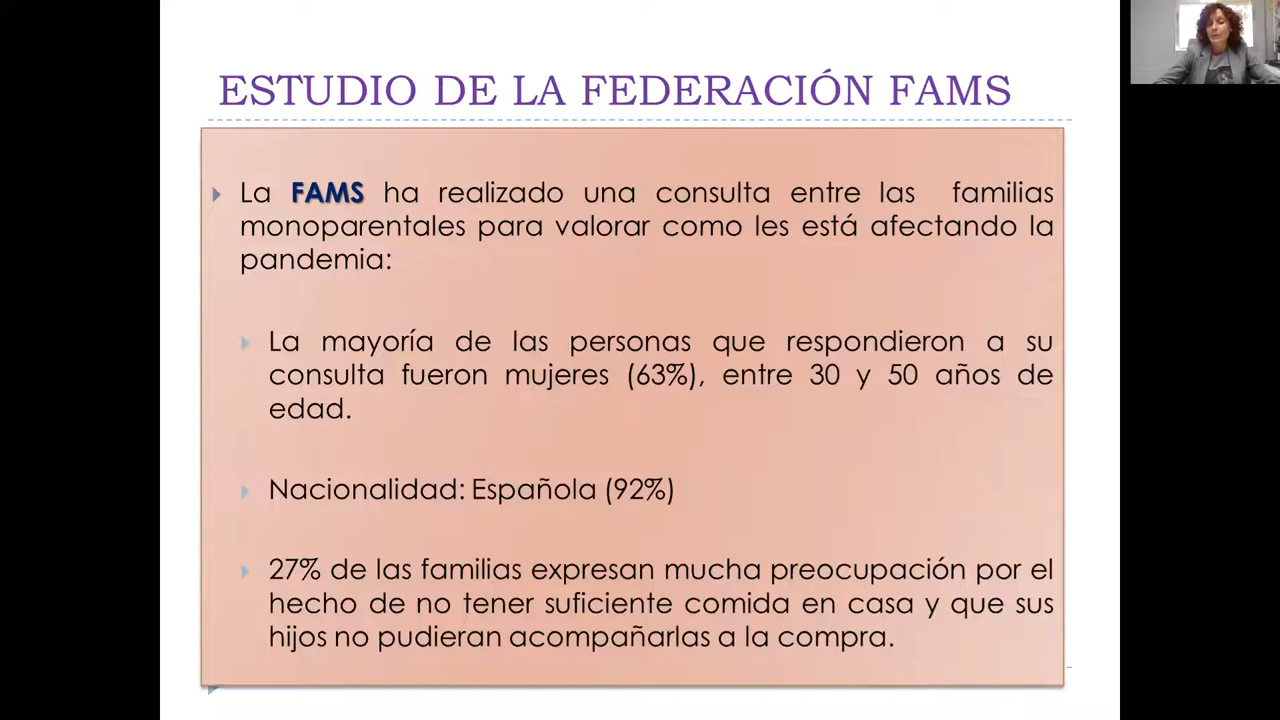 ESTUDIO DE LA FEDERACIÓN FAMS
La FAMS ha realizado una consulta entre las familias
monoparentales para valorar como les está afectando la
pandemia:
La mayoría de las personas que respondieron a su
consulta fueron mujeres (63%), entre 30 y 50 años de
edad.
Nacionalidad: Española (92%)
27% de las familias expresan mucha preocupación por el
hecho de no tener suficiente comida en casa y que sus
hijos no pudieran acompañarlas a la compra.